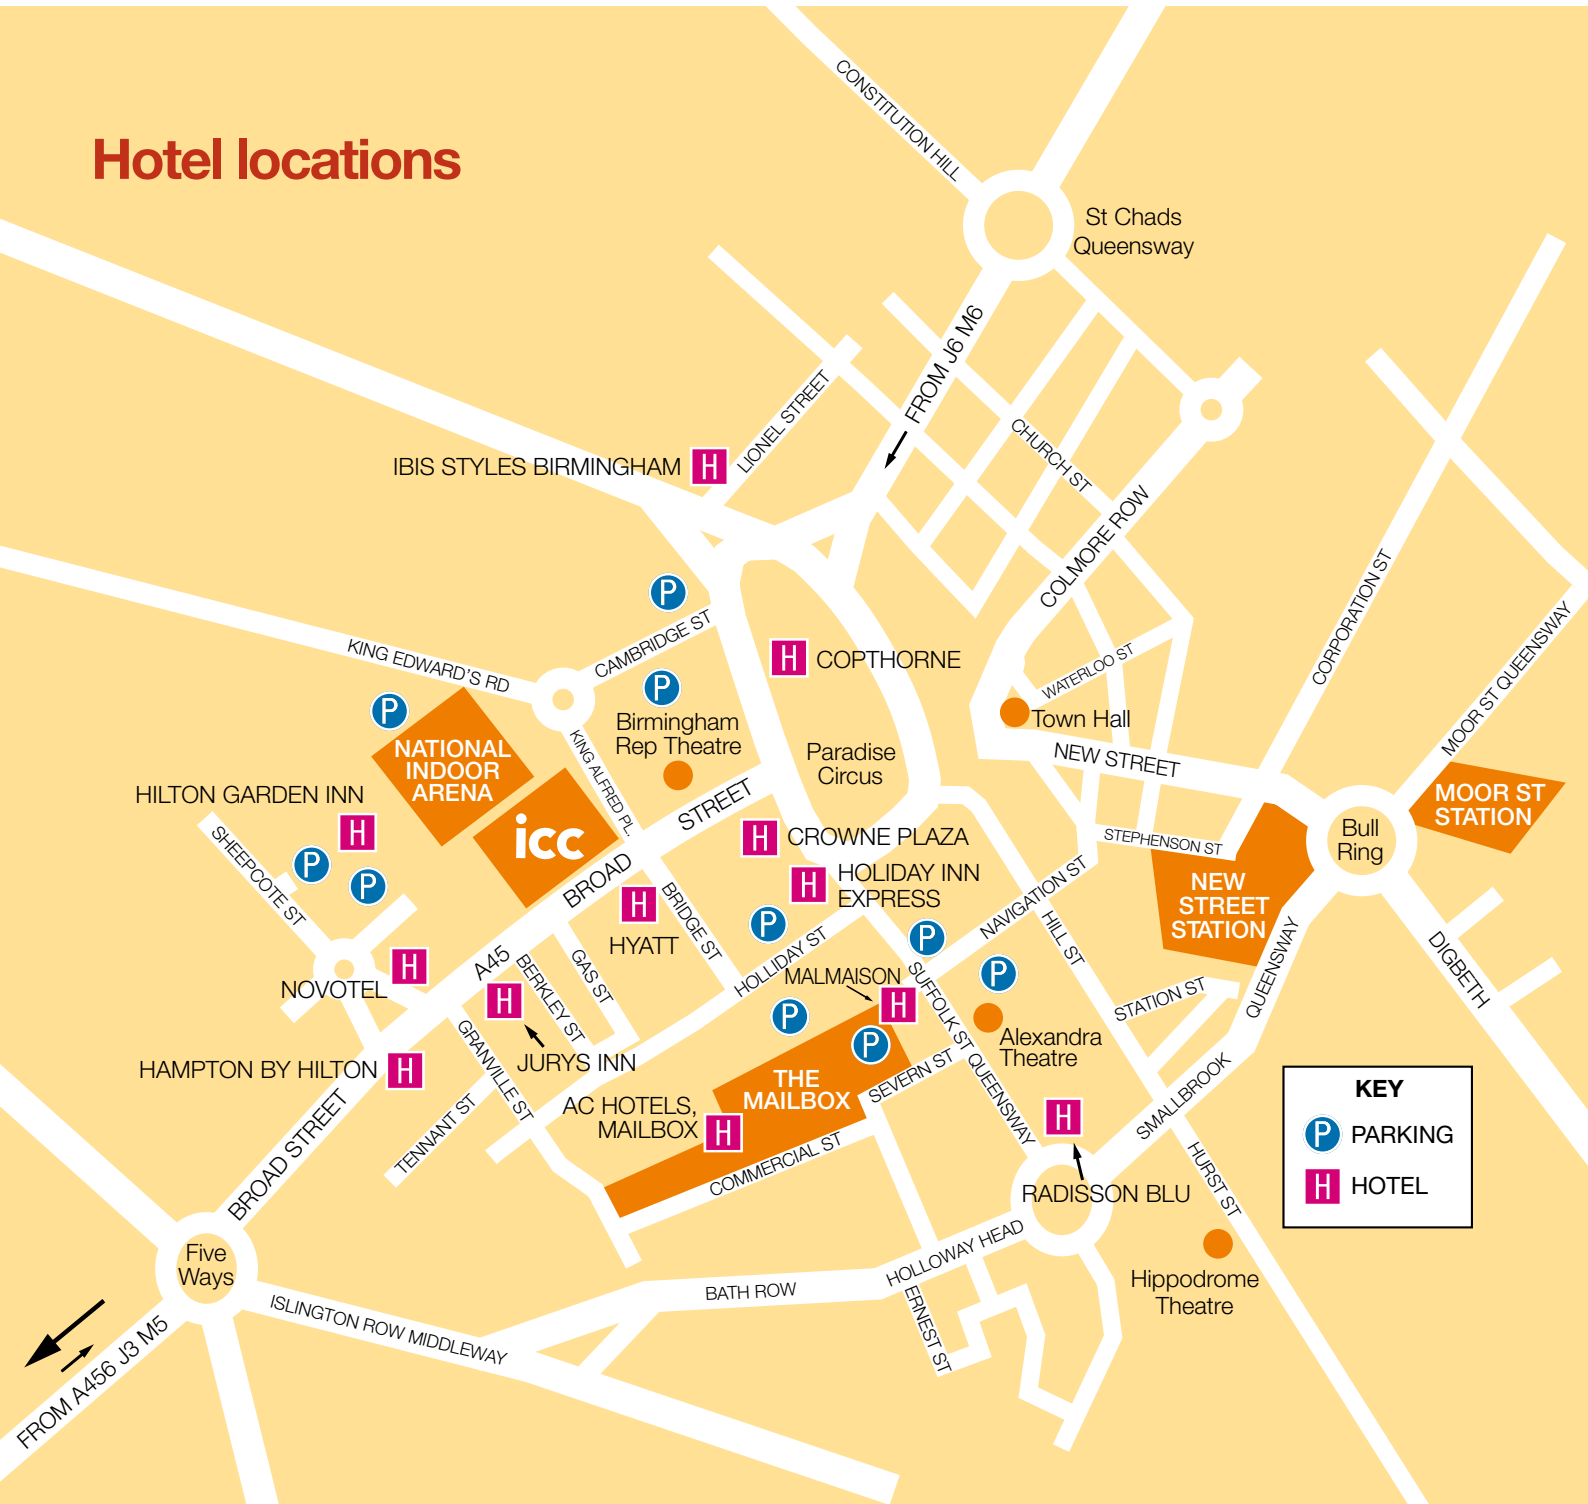 Hotel locations
CONSTITUTION HILL
St Chads
Queensway
FROM J6 M6
LIONEL STREET
IBIS STYLES BIRMINGHAM
H
CHURCH ST
COLMORE ROW
CORPORATION ST
MOOR ST QUEENSWAY
P
CAMBRIDGE ST
KING EDWARD'S RD
H
COPTHORNE
WATERLOO ST
P
P
Birmingham
Rep Theatre
Town Hall
NATIONAL
INDOOR
ARENA
KING ALFRED PL.
Paradise
Circus
NEW STREET
MOOR ST
STATION
HILTON GARDEN INN
H
SHEEPCOTE ST
P
P
icc
BROAD
STREET
H
CROWNE PLAZA
H
HOLIDAY INN
EXPRESS
STEPHENSON ST
Bull
Ring
NEW
STREET
STATION
H
HYATT
BRIDGE ST
P
HOLLIDAY ST
P
NAVIGATION ST
HILL ST
QUEENSWAY
DIGBETH
NOVOTEL
H
A45
H
BERKLEY ST
GAS ST
JURYS INN
MALMAISON
H
P
P
P
SUFFOLK ST QUEENSWAY
Alexandra
Theatre
STATION ST
HAMPTON BY HILTON
H
GRANVILLE ST
TENNANT ST
THE
MAILBOX
SEVERN ST
AC HOTELS,
MAILBOX
H
COMMERCIAL ST
H
RADISSON BLU
SMALLBROOK
HURST ST
KEY
P
PARKING
H
HOTEL
BROAD STREET
Five
Ways
HOLLOWAY HEAD
BATH ROW
ERNEST ST
Hippodrome
Theatre
ISLINGTON ROW MIDDLEWAY
FROM A456 J3 M5